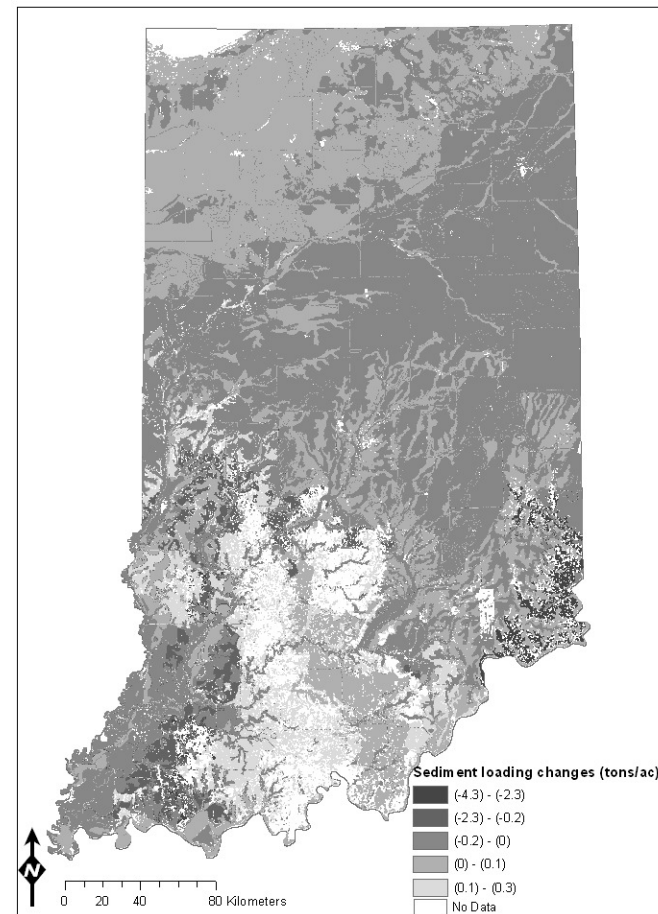 Sediment loading changes (tons/ac)
(-4.3) - (-2.3)
(-2.3) - (-0.2)
(-0.2) - (0)
(0) - (0.1)
(0.1) - (0.3)
No Data
N
0 20 40 80 Kilometers